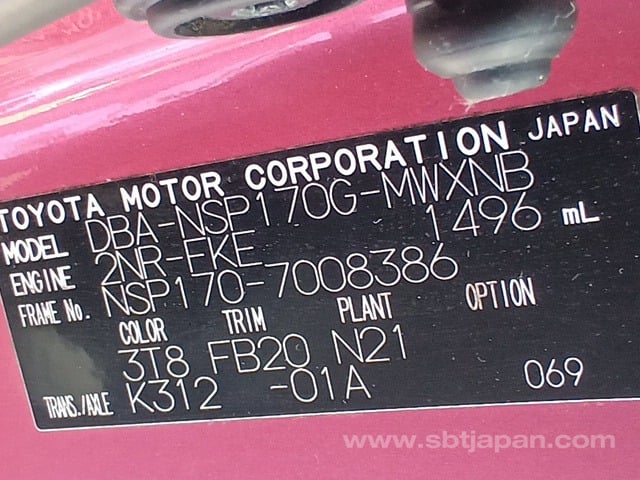 TOYOTA MOTOR CORPORATION JAPAN
MODEL DBA-NSP170G-MWXNB
ENGINE 2NR-FKE 1496 mL
FRAME No. NSP170-7008386
COLOR TRIM PLANT OPTION
3T8 FB20 N21
TRANS./AXLE K312 -01A 069
www.sbtjapan.com